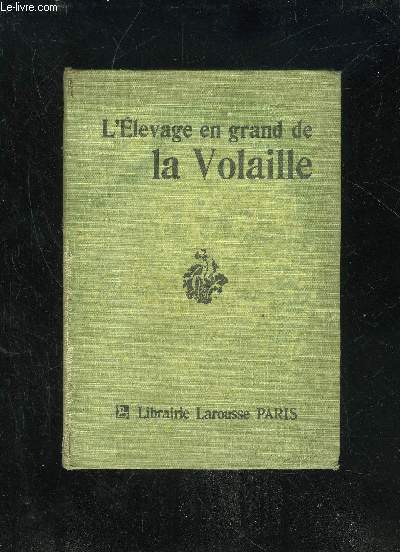 Le-livre.com
L'Élevage en grand de
la Volaille
Librairie Larousse PARIS